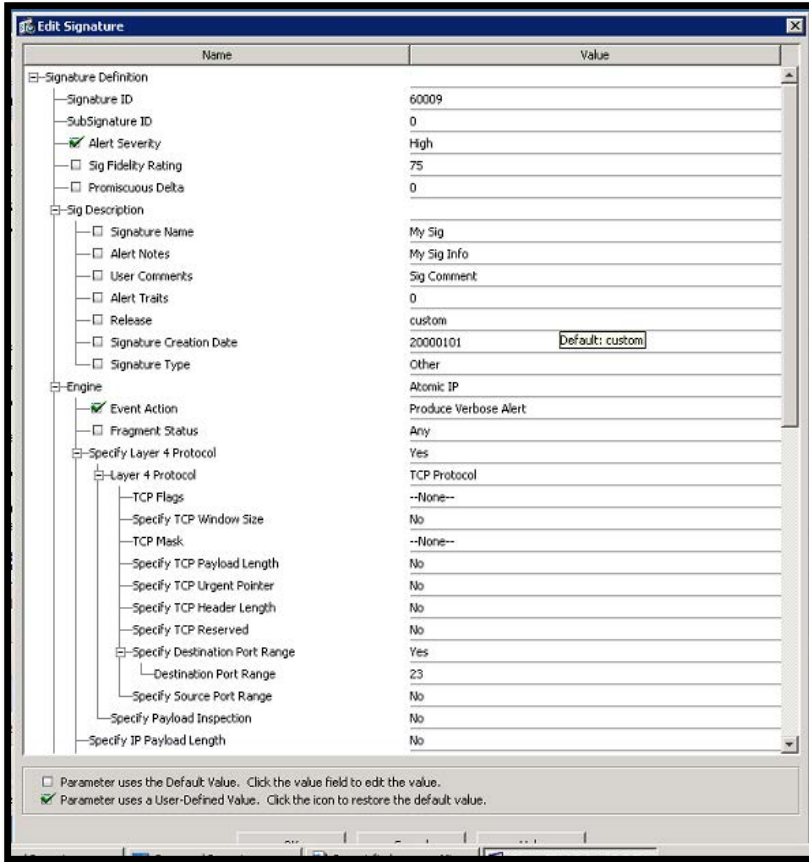 Edit Signature
Name Value
Signature Definition
Signature ID 60009
SubSignature ID 0
Alert Severity High
Sig Fidelity Rating 75
Promiscuous Delta 0
Sig Description
Signature Name My Sig
Alert Notes My Sig Info
User Comments Sig Comment
Alert Traits 0
Release custom
Signature Creation Date 20000101 Default: custom
Signature Type Other
Engine Atomic IP
Event Action Produce Verbose Alert
Fragment Status Any
Specify Layer 4 Protocol Yes
Layer 4 Protocol TCP Protocol
TCP Flags --None--
Specify TCP Window Size No
TCP Mask --None--
Specify TCP Payload Length No
Specify TCP Urgent Pointer No
Specify TCP Header Length No
Specify TCP Reserved No
Specify Destination Port Range Yes
Destination Port Range 23
Specify Source Port Range No
Specify Payload Inspection No
Specify IP Payload Length No
Parameter uses the Default Value. Click the value field to edit the value.
Parameter uses a User-Defined Value. Click the icon to restore the default value.